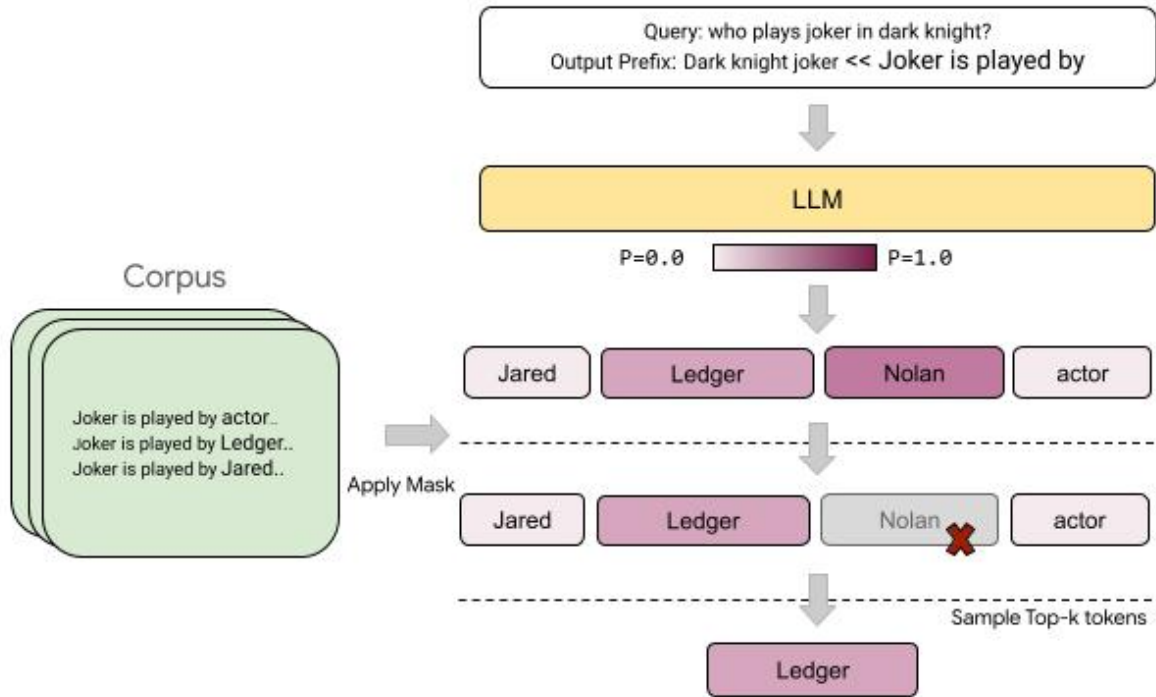 Query: who plays joker in dark knight?
Output Prefix: Dark knight joker << Joker is played by
LLM
P=0.0 P=1.0
Corpus
Jared Ledger Nolan actor
Joker is played by actor..
Joker is played by Ledger..
Joker is played by Jared..
Apply Mask
Jared Ledger Nolan actor
Sample Top-k tokens
Ledger